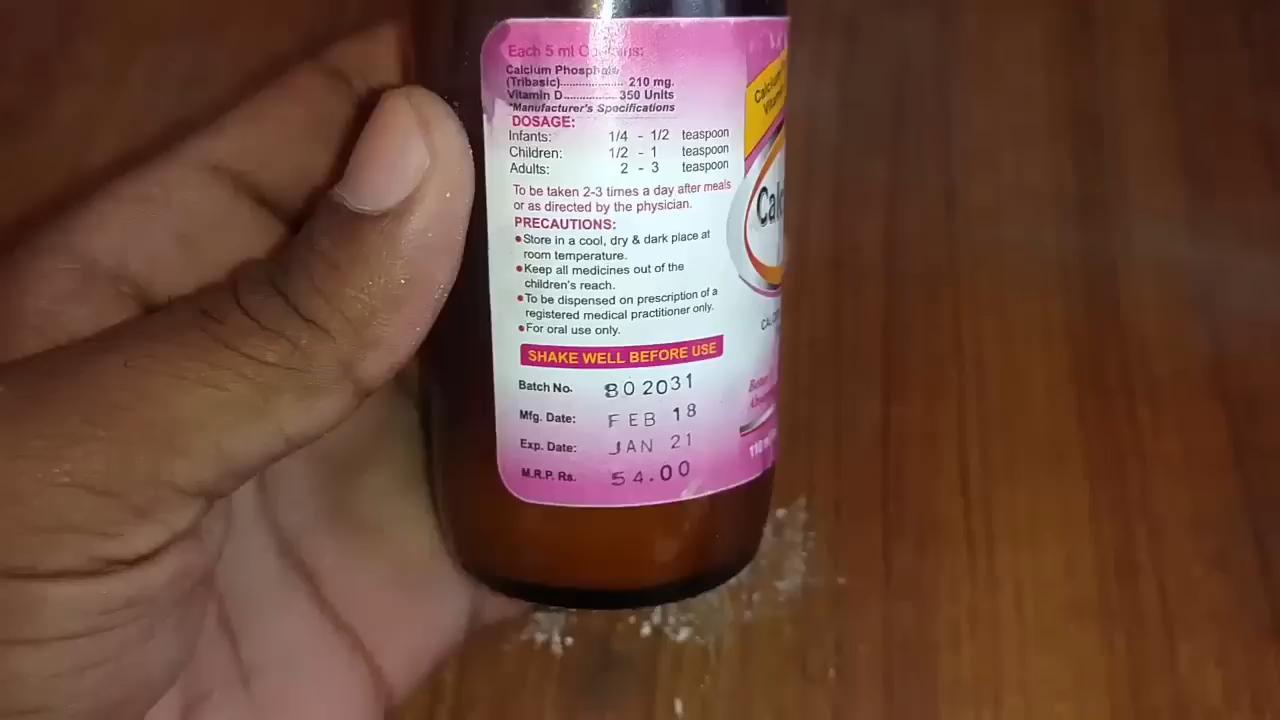 Each 5 ml Contains:
Calcium Phosphate
(Tribasic)..................... 210 mg.
Vitamin D................ 350 Units
*Manufacturer's Specifications
DOSAGE:
Infants: 1/4 - 1/2 teaspoon
Children: 1/2 - 1 teaspoon
Adults: 2 - 3 teaspoon
To be taken 2-3 times a day after meals
or as directed by the physician.
PRECAUTIONS:
• Store in a cool, dry & dark place at
room temperature.
• Keep all medicines out of the
children's reach.
• To be dispensed on prescription of a
registered medical practitioner only.
• For oral use only.
SHAKE WELL BEFORE USE
Batch No. 802031
Mfg. Date: FEB 18
Exp. Date: JAN 21
M.R.P. Rs. 54.00
Calcium